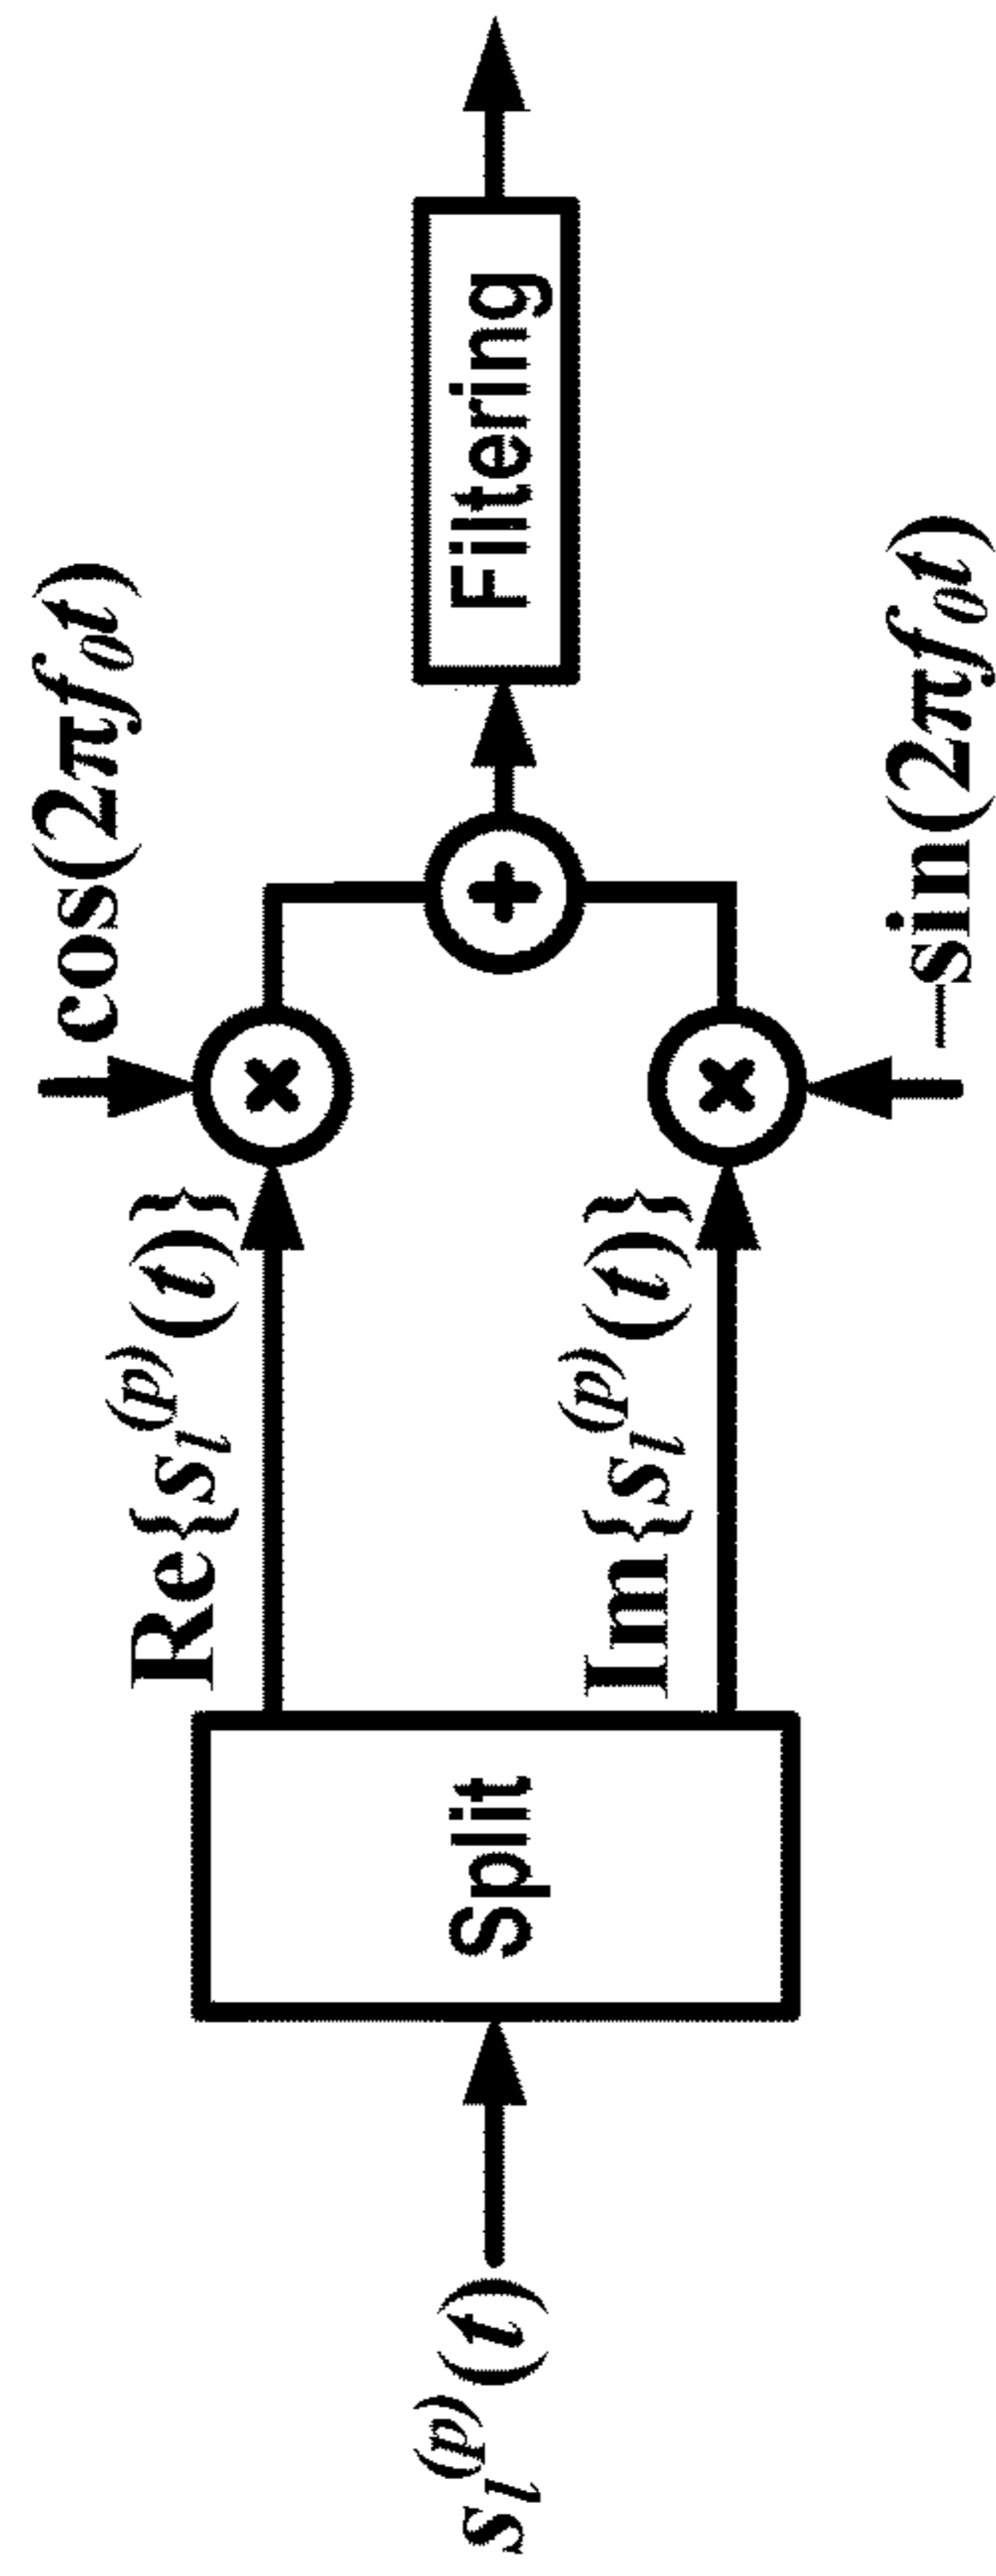 s_l^(p)(t)
Split
Re{s_l^(p)(t)}
Im{s_l^(p)(t)}
cos(2πf_0t)
–sin(2πf_0t)
×
×
+
Filtering